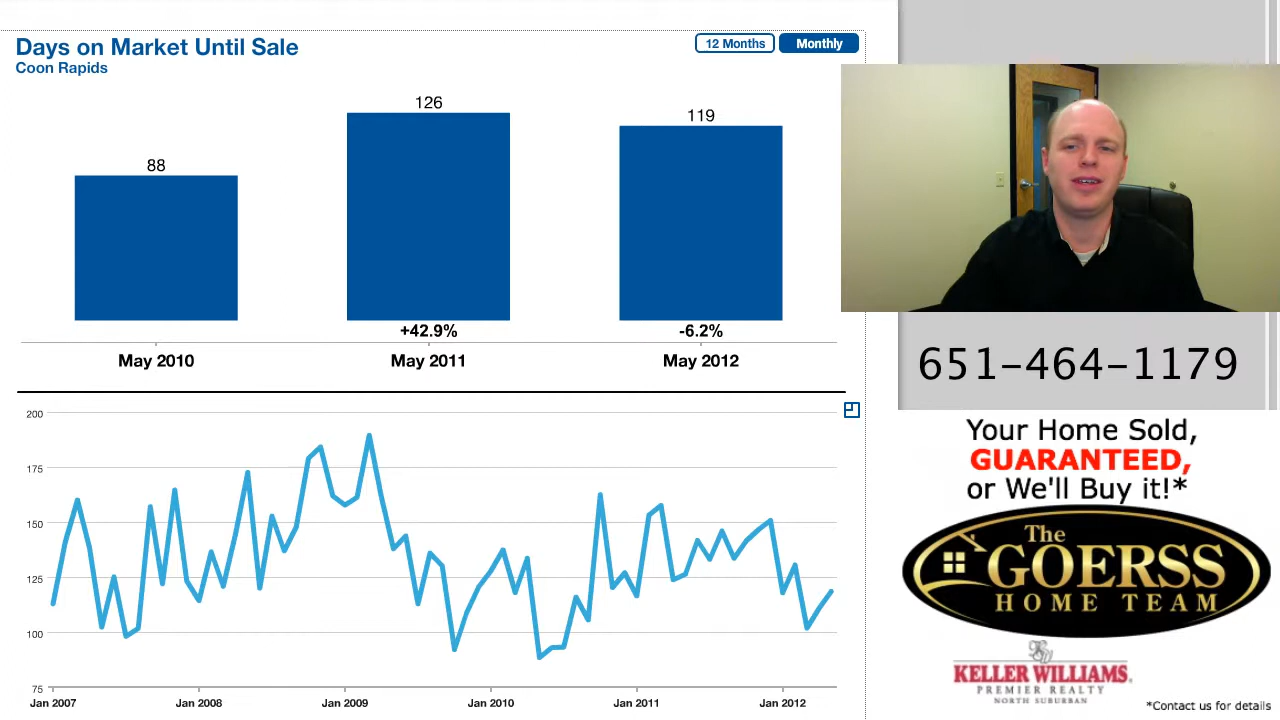 Days on Market Until Sale
Coon Rapids
12 Months
Monthly
88
126
119
+42.9%
-6.2%
May 2010
May 2011
May 2012
200
175
150
125
100
75
Jan 2007
Jan 2008
Jan 2009
Jan 2010
Jan 2011
Jan 2012
651-464-1179
Your Home Sold,
GUARANTEED,
or We'll Buy it!*
The
GOERSS
HOME TEAM
KW
KELLER WILLIAMS.
PREMIER REALTY
NORTH SUBURBAN
*Contact us for details